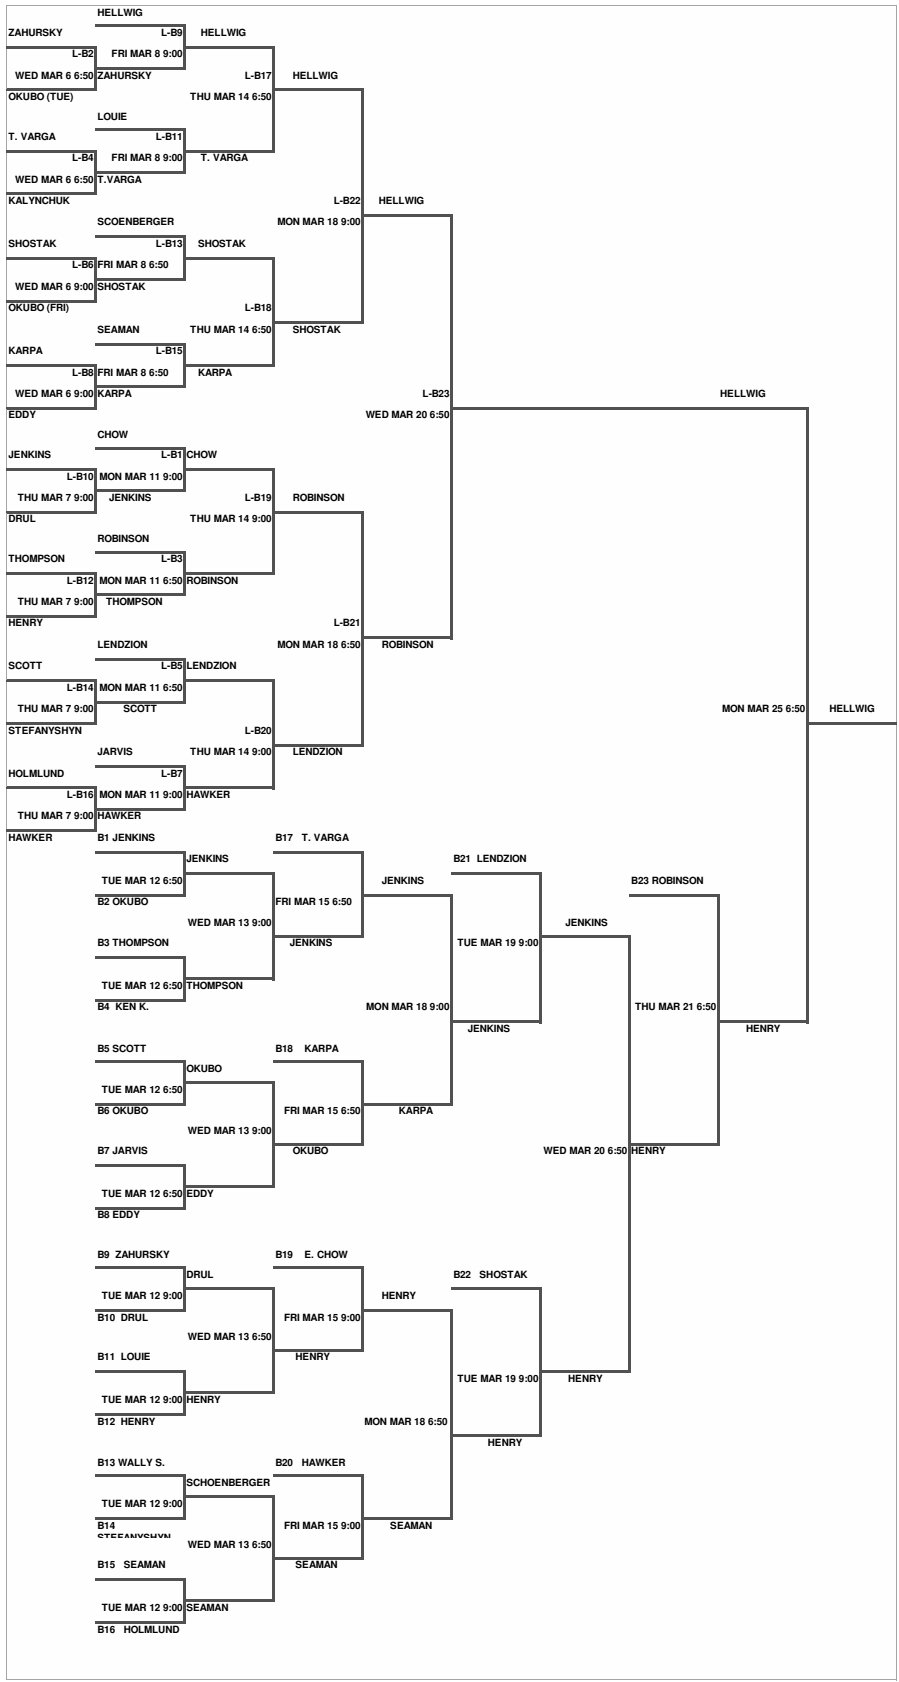 HELLWIG
ZAHURSKY L-B9 HELLWIG
L-B2 FRI MAR 8 9:00
WED MAR 6 6:50 ZAHURSKY L-B17 HELLWIG
OKUBO (TUE) THU MAR 14 6:50
LOUIE
T. VARGA L-B11
L-B4 FRI MAR 8 9:00 T. VARGA
WED MAR 6 6:50 T.VARGA
KALYNCHUK L-B22 HELLWIG
SCOENBERGER MON MAR 18 9:00
SHOSTAK L-B13 SHOSTAK
L-B6 FRI MAR 8 6:50
WED MAR 6 9:00 SHOSTAK
OKUBO (FRI) L-B18
SEAMAN THU MAR 14 6:50 SHOSTAK
KARPA L-B15
L-B8 FRI MAR 8 6:50 KARPA
WED MAR 6 9:00 KARPA L-B23 HELLWIG
EDDY WED MAR 20 6:50
CHOW
JENKINS L-B1 CHOW
L-B10 MON MAR 11 9:00
THU MAR 7 9:00 JENKINS L-B19 ROBINSON
DRUL THU MAR 14 9:00
ROBINSON
THOMPSON L-B3
L-B12 MON MAR 11 6:50 ROBINSON
THU MAR 7 9:00 THOMPSON
HENRY L-B21
LENDZION MON MAR 18 6:50 ROBINSON
SCOTT L-B5 LENDZION
L-B14 MON MAR 11 6:50
THU MAR 7 9:00 SCOTT MON MAR 25 6:50 HELLWIG
STEFANYSHYN L-B20
JARVIS THU MAR 14 9:00 LENDZION
HOLMLUND L-B7
L-B16 MON MAR 11 9:00 HAWKER
THU MAR 7 9:00 HAWKER
HAWKER B1 JENKINS B17 T. VARGA
JENKINS B21 LENDZION
TUE MAR 12 6:50 JENKINS B23 ROBINSON
B2 OKUBO FRI MAR 15 6:50
WED MAR 13 9:00 JENKINS
B3 THOMPSON JENKINS TUE MAR 19 9:00
TUE MAR 12 6:50 THOMPSON
B4 KEN K. MON MAR 18 9:00 THU MAR 21 6:50
JENKINS HENRY
B5 SCOTT B18 KARPA
OKUBO
TUE MAR 12 6:50
B6 OKUBO FRI MAR 15 6:50 KARPA
WED MAR 13 9:00
B7 JARVIS OKUBO WED MAR 20 6:50 HENRY
TUE MAR 12 6:50 EDDY
B8 EDDY
B9 ZAHURSKY B19 E. CHOW
DRUL B22 SHOSTAK
TUE MAR 12 9:00 HENRY
B10 DRUL FRI MAR 15 9:00
WED MAR 13 6:50
B11 LOUIE HENRY
TUE MAR 19 9:00 HENRY
TUE MAR 12 9:00 HENRY
B12 HENRY MON MAR 18 6:50
HENRY
B13 WALLY S. B20 HAWKER
SCHOENBERGER
TUE MAR 12 9:00
B14 FRI MAR 15 9:00 SEAMAN
STEFANYSHYN
WED MAR 13 6:50
B15 SEAMAN SEAMAN
TUE MAR 12 9:00 SEAMAN
B16 HOLMLUND